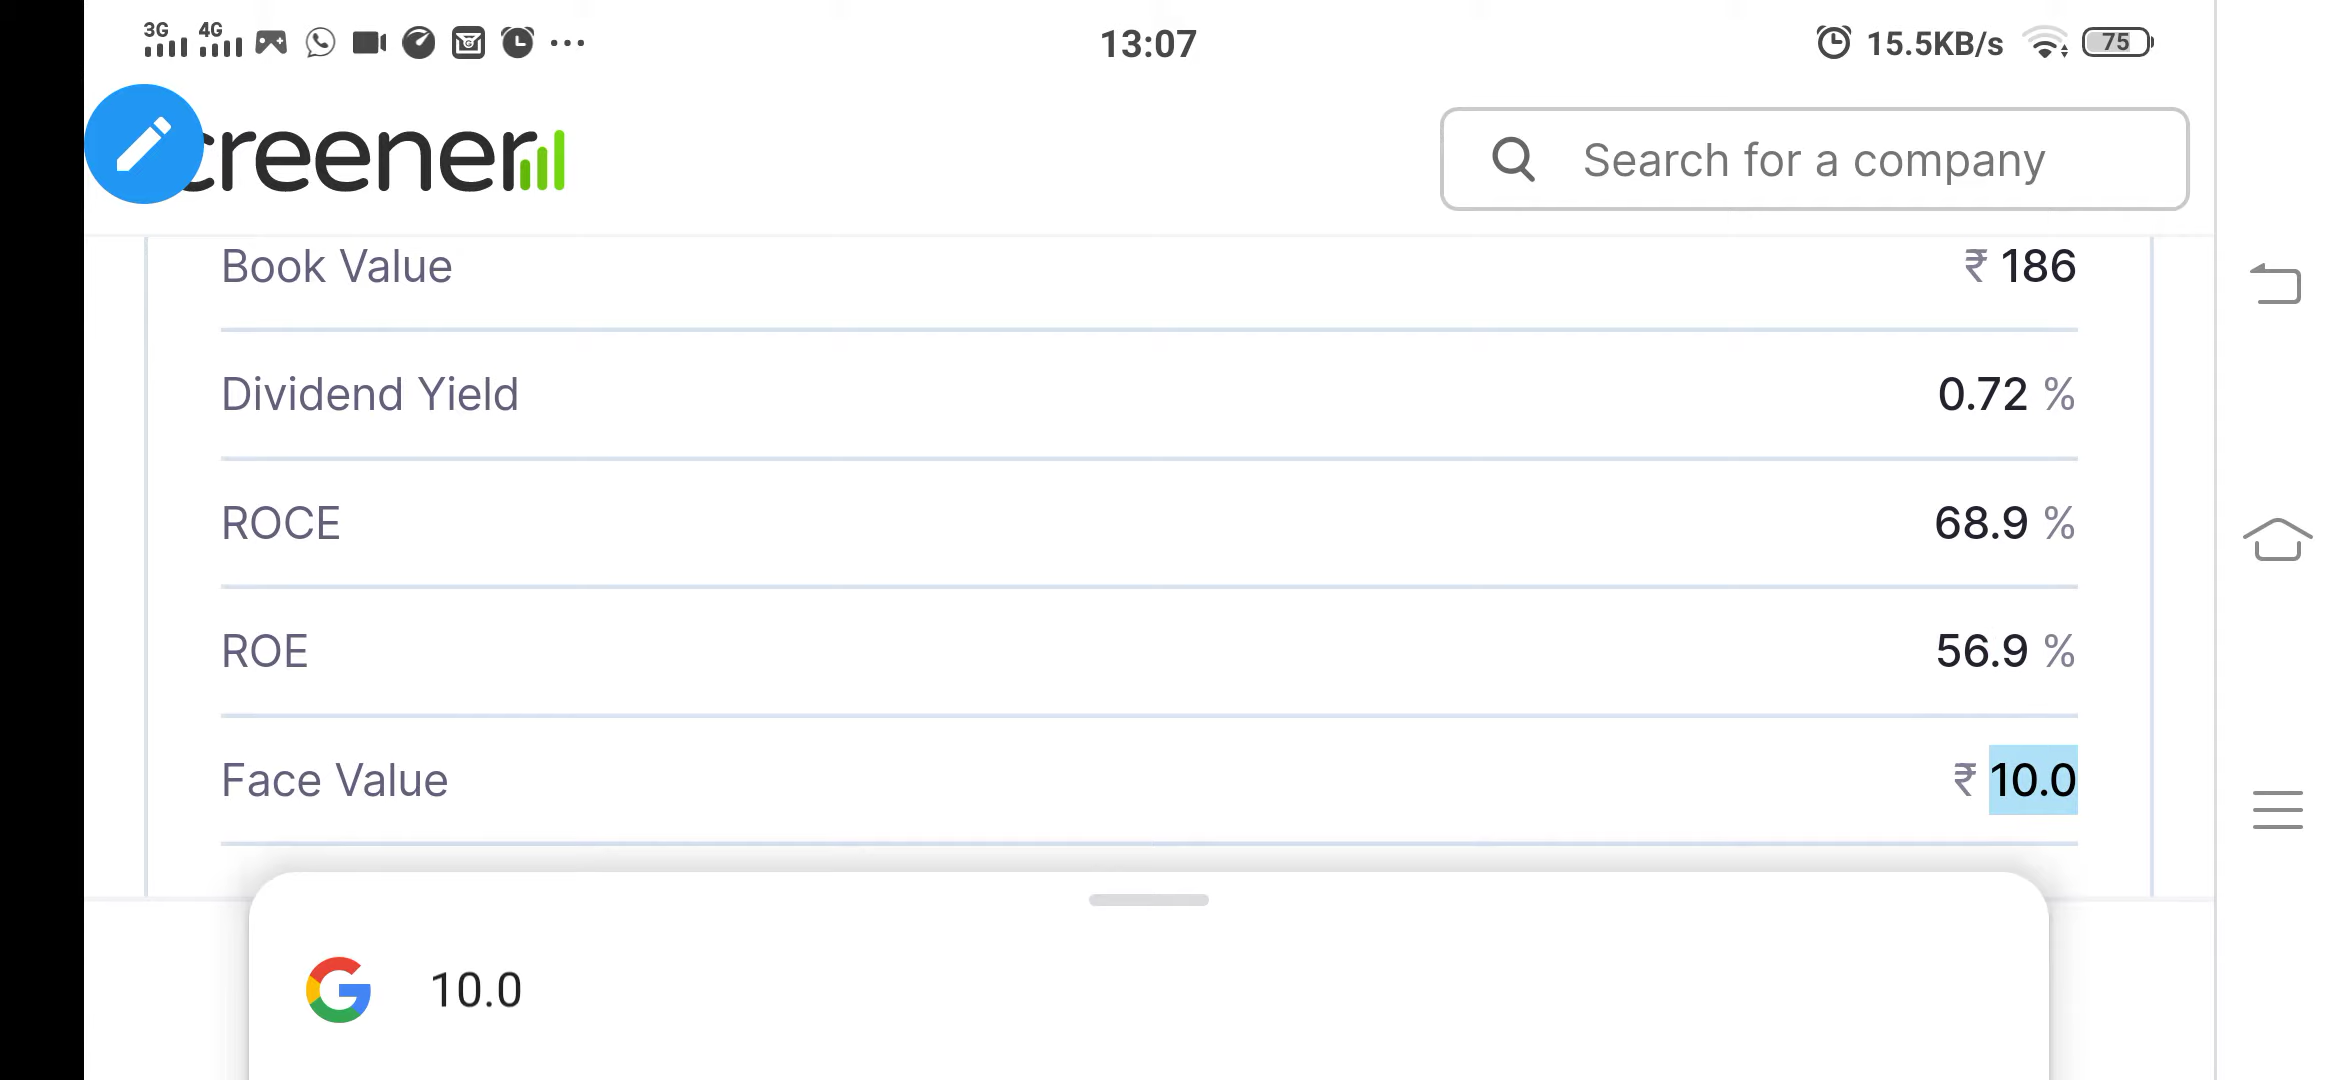 3G 4G 13:07 15.5KB/s 75
creener
Search for a company
Book Value ₹ 186
Dividend Yield 0.72 %
ROCE 68.9 %
ROE 56.9 %
Face Value ₹ 10.0
10.0